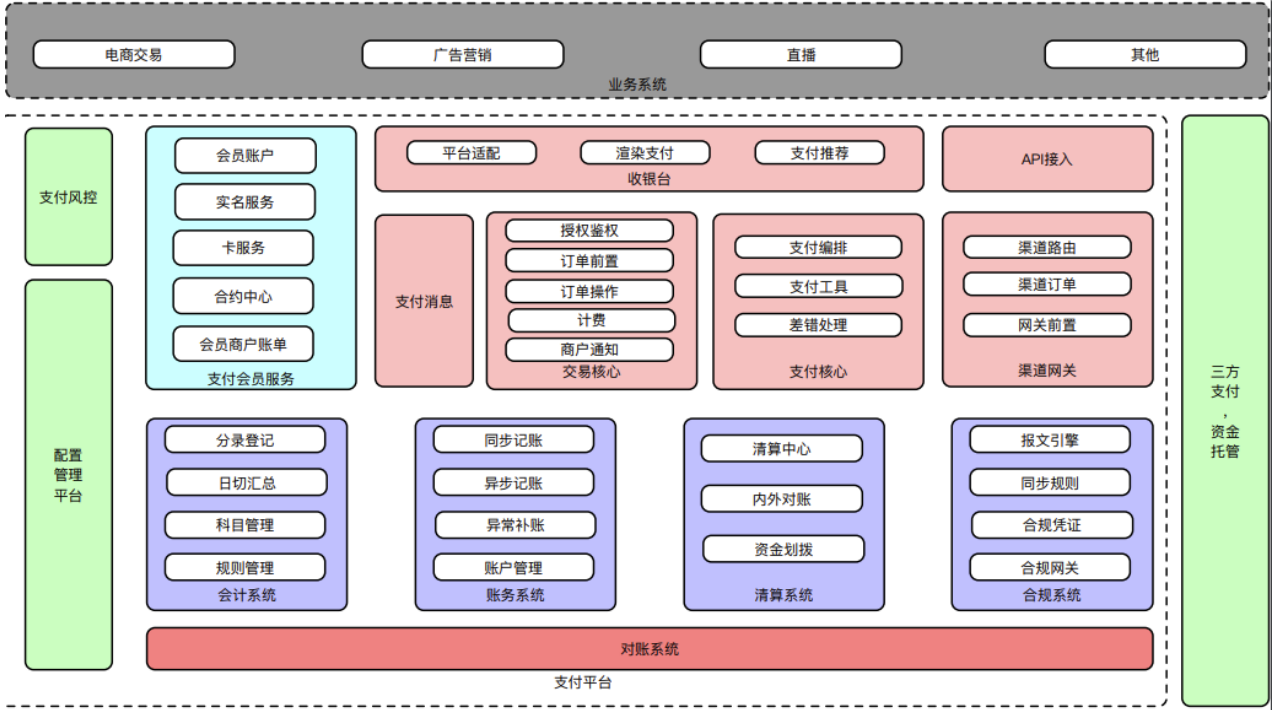 电商交易
广告营销
直播
其他
业务系统
支付风控
配置
管理
平台
会员账户
实名服务
卡服务
合约中心
会员商户账单
支付会员服务
平台适配
渲染支付
支付推荐
收银台
API接入
支付消息
授权鉴权
订单前置
订单操作
计费
商户通知
交易核心
支付编排
支付工具
差错处理
支付核心
渠道路由
渠道订单
网关前置
渠道网关
分录登记
日切汇总
科目管理
规则管理
会计系统
同步记账
异步记账
异常补账
账户管理
账务系统
清算中心
内外对账
资金划拨
清算系统
报文引擎
同步规则
合规凭证
合规网关
合规系统
对账系统
支付平台
三方
支付
，
资金
托管